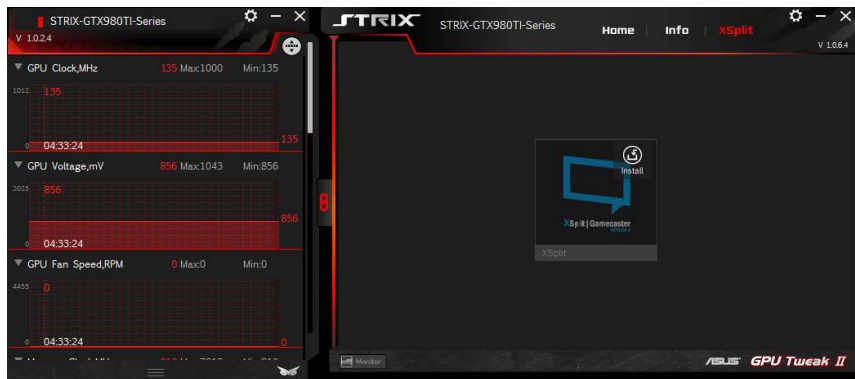 STRIX-GTX980TI-Series
V 1.0.2.4
GPU Clock,MHz 135 Max:1000 Min:135
1012 135
135
0 04:33:24
GPU Voltage,mV 856 Max:1043 Min:856
2025 856
856
0 04:33:24
GPU Fan Speed,RPM 0 Max:0 Min:0
4455 0
0 04:33:24 0
STRIX STRIX-GTX980TI-Series Home Info XSplit
V 1.0.6.4
Install
XSplit | Gamecaster
XSplit
Monitor
ASUS GPU Tweak II